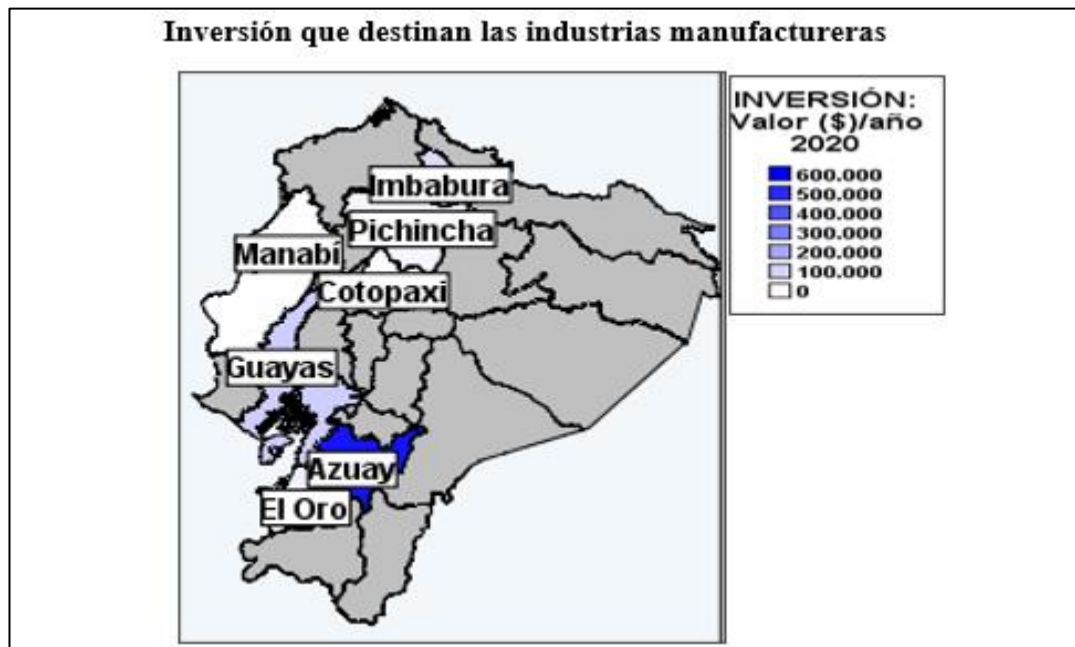 Inversión que destinan las industrias manufactureras
INVERSIÓN:
Valor ($)/año
2020
600.000
500.000
400.000
300.000
200.000
100.000
0
Imbabura
Pichincha
Manabí
Cotopaxi
Guayas
Azuay
El Oro